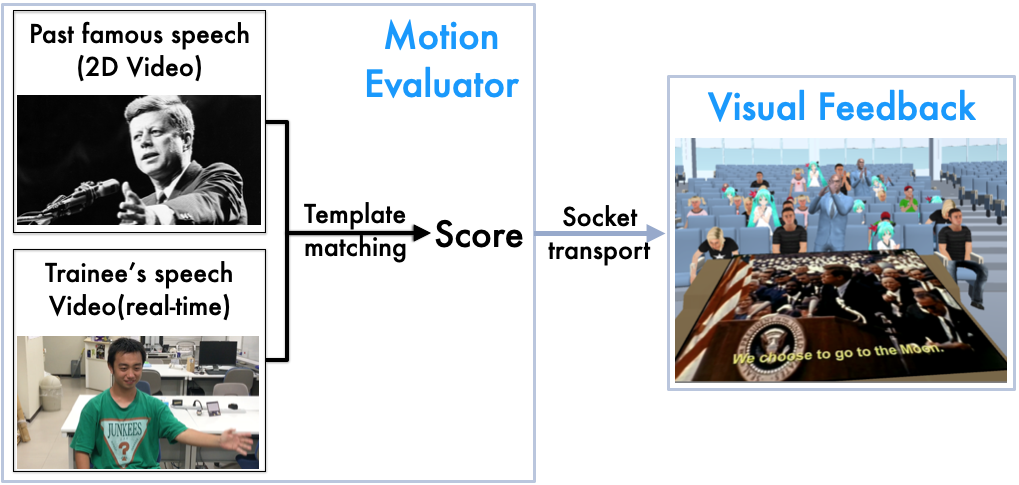 Past famous speech
(2D Video)
Motion
Evaluator
Trainee's speech
Video(real-time)
JUNKEES
?
Template
matching
Score
Socket
transport
Visual Feedback
We choose to go to the Moon.